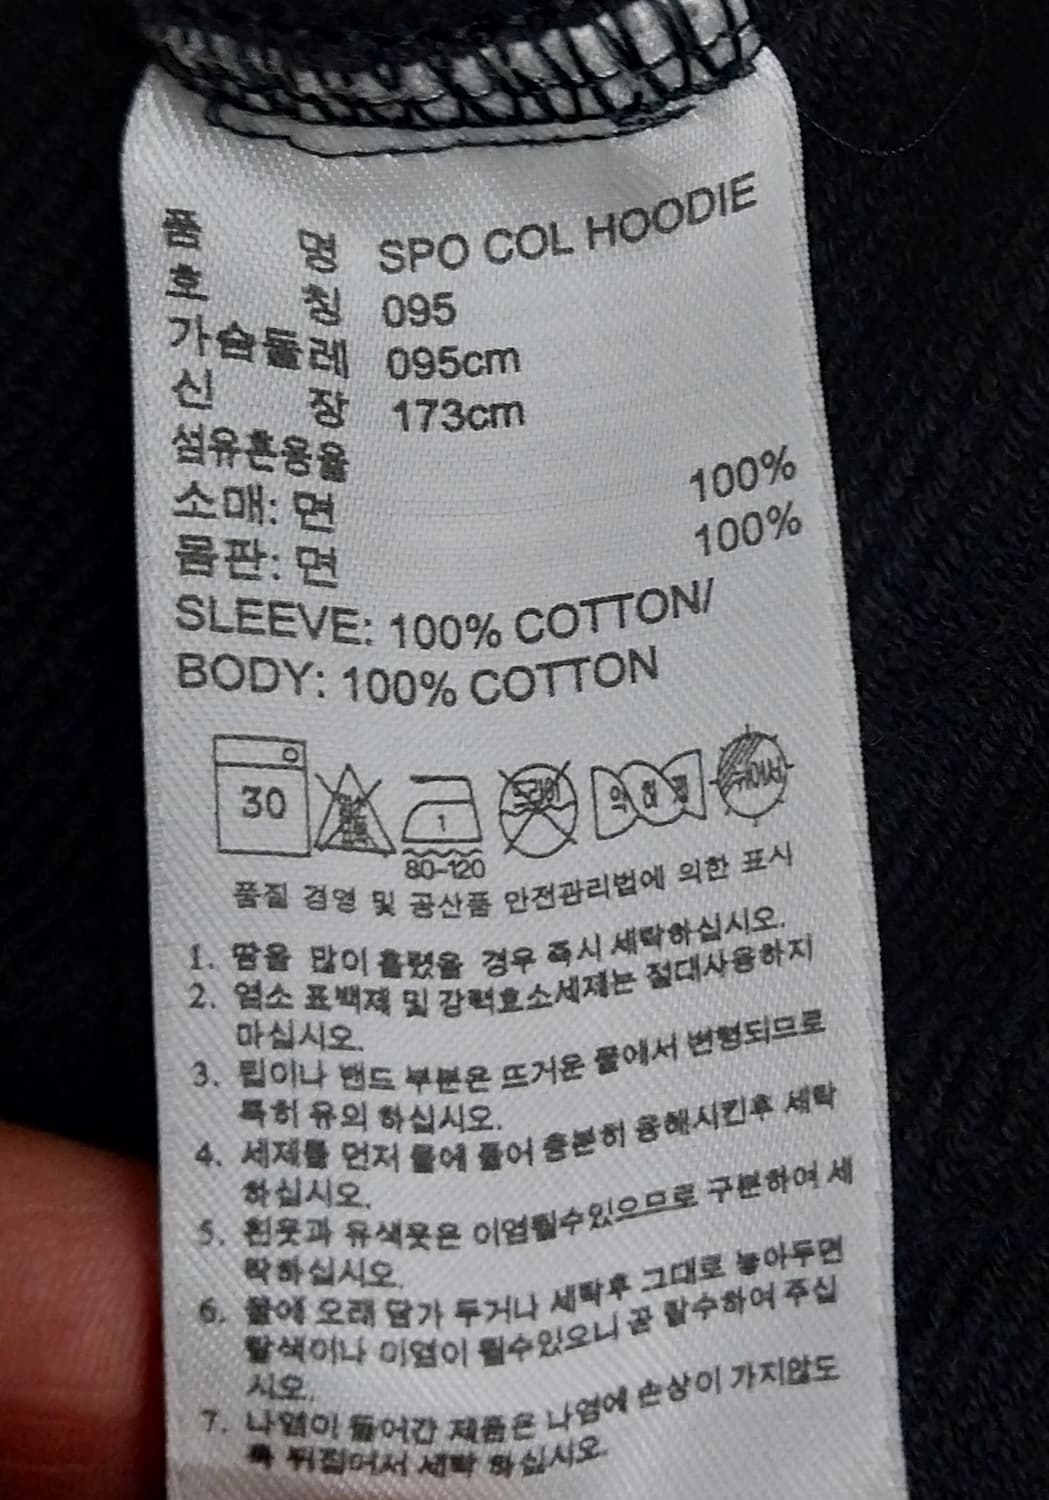 품 명 SPO COL HOODIE
호 칭 095
가슴둘레 095cm
신 장 173cm
섬유혼용율
소매: 면 100%
몸판: 면 100%
SLEEVE: 100% COTTON/
BODY: 100% COTTON
30 염소표백 1 드라이 약하게 뉘어서
80-120
품질 경영 및 공산품 안전관리법에 의한 표시
1. 땀을 많이 흘렸을 경우 즉시 세탁하십시오.
2. 염소 표백제 및 강력효소세제는 절대사용하지
마십시오.
3. 립이나 밴드 부분은 뜨거운 물에서 변형되므로
특히 유의 하십시오.
4. 세제를 먼저 물에 풀어 충분히 용해시킨후 세탁
하십시오.
5. 흰옷과 유색옷은 이염될수있으므로 구분하여 세
탁하십시오.
6. 물에 오래 담가 두거나 세탁후 그대로 놓아두면
탈색이나 이염이 될수있으니 곧 탈수하여 주십
시오.
7. 나염이 들어간 제품은 나염에 손상이 가지않도
록 뒤집어서 세탁 하십시오.